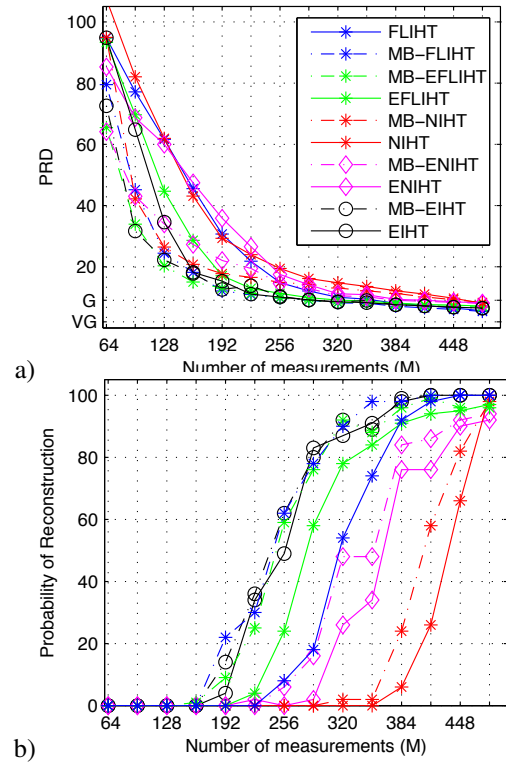 100
80
60
40
20
G
VG
PRD
64 128 192 256 320 384 448
Number of measurements (M)
FLIHT
MB−FLIHT
MB−EFLIHT
EFLIHT
MB−NIHT
NIHT
MB−ENIHT
ENIHT
MB−EIHT
EIHT
a)
100
80
60
40
20
0
Probability of Reconstruction
64 128 192 256 320 384 448
Number of measurements (M)
b)